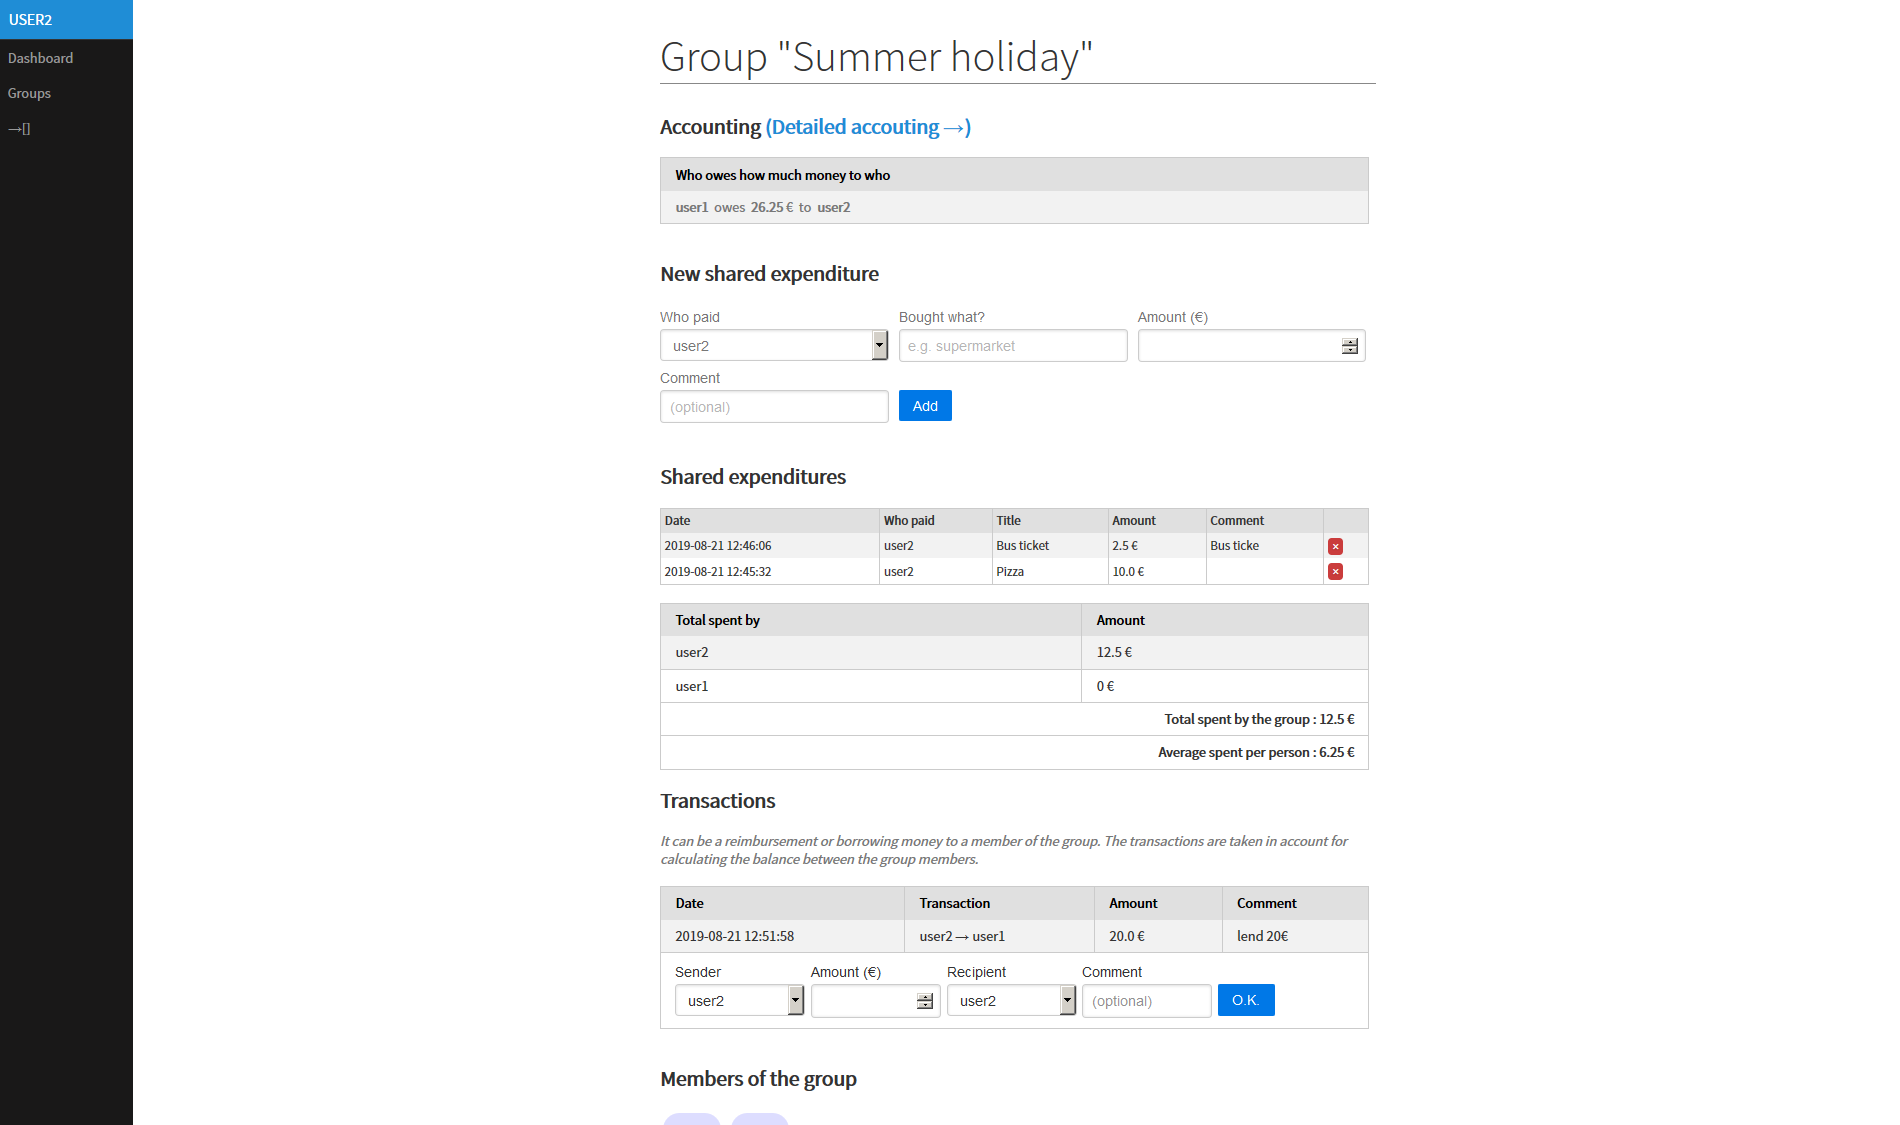 USER2
Dashboard
Groups
→[]
Group "Summer holiday"
Accounting (Detailed accouting →)
Who owes how much money to who
user1 owes 26.25 € to user2
New shared expenditure
Who paid Bought what? Amount (€)
user2 e.g. supermarket
Comment
(optional) Add
Shared expenditures
Date Who paid Title Amount Comment
2019-08-21 12:46:06 user2 Bus ticket 2.5 € Bus ticke
2019-08-21 12:45:32 user2 Pizza 10.0 €
Total spent by Amount
user2 12.5 €
user1 0 €
Total spent by the group : 12.5 €
Average spent per person : 6.25 €
Transactions
It can be a reimbursement or borrowing money to a member of the group. The transactions are taken in account for
calculating the balance between the group members.
Date Transaction Amount Comment
2019-08-21 12:51:58 user2 → user1 20.0 € lend 20€
Sender Amount (€) Recipient Comment
user2 user2 (optional) O.K.
Members of the group